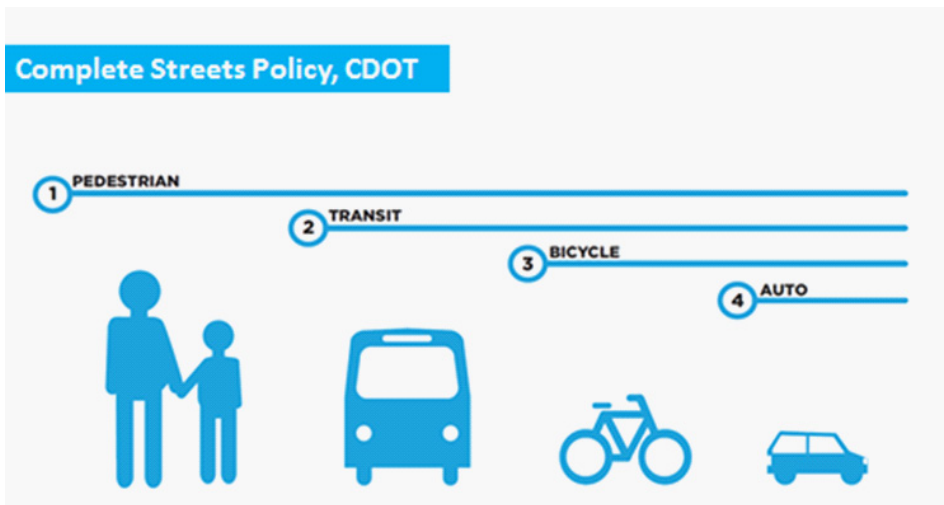 Complete Streets Policy, CDOT
1 PEDESTRIAN
2 TRANSIT
3 BICYCLE
4 AUTO